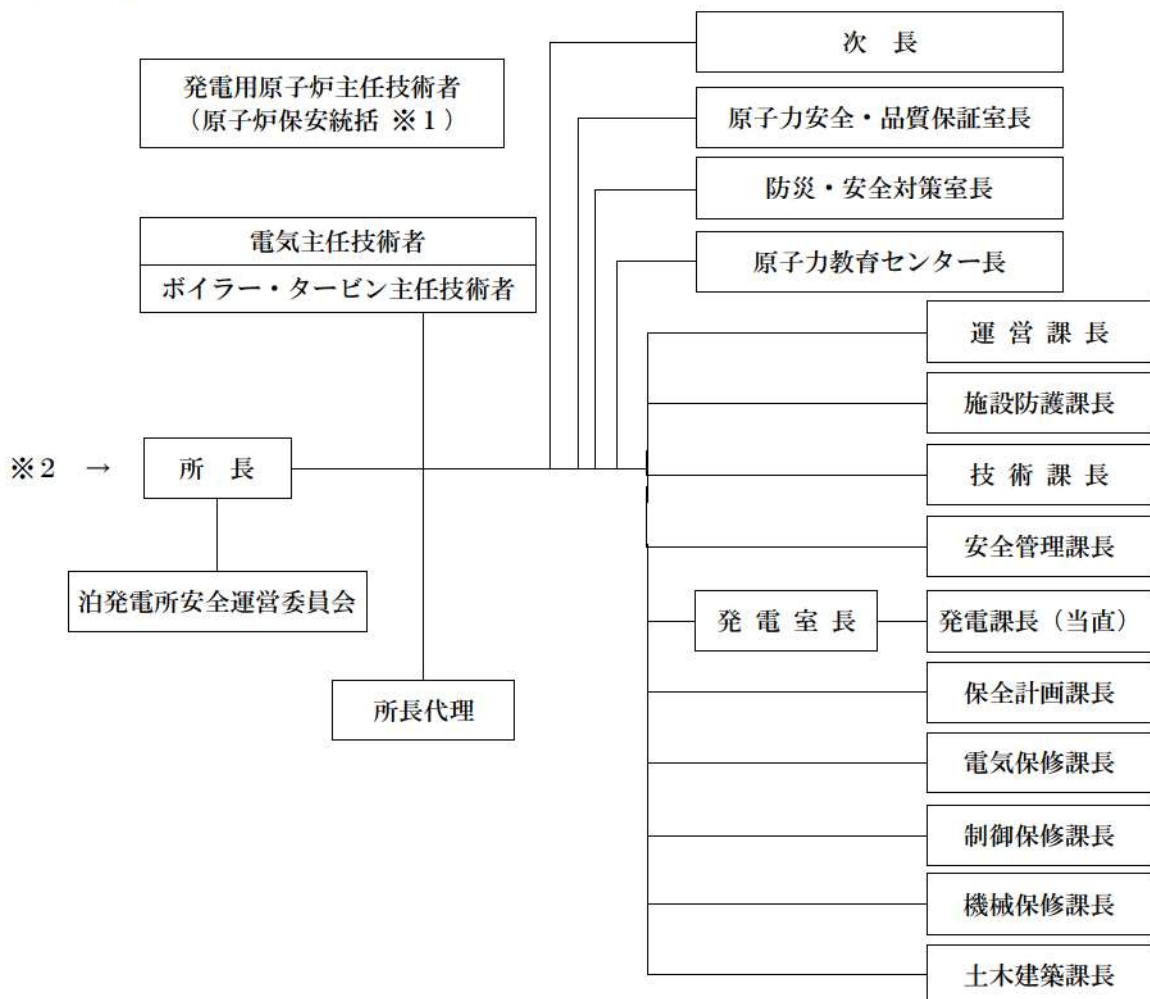 次 長
発電用原子炉主任技術者
（原子炉保安統括 ※１）
原子力安全・品質保証室長
防災・安全対策室長
電気主任技術者
ボイラー・タービン主任技術者
原子力教育センター長
運 営 課 長
施設防護課長
※２ → 所 長
技 術 課 長
安全管理課長
泊発電所安全運営委員会
発 電 室 長
発電課長（当直）
所長代理
保全計画課長
電気保修課長
制御保修課長
機械保修課長
土木建築課長